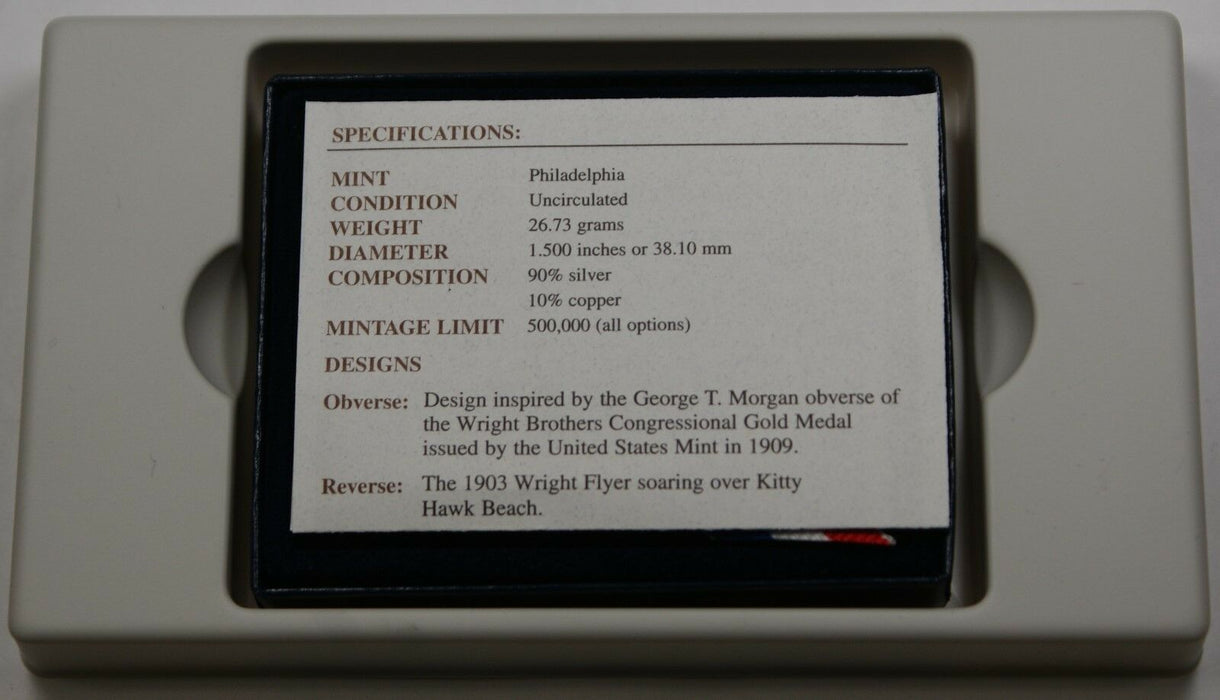 SPECIFICATIONS:
MINT Philadelphia
CONDITION Uncirculated
WEIGHT 26.73 grams
DIAMETER 1.500 inches or 38.10 mm
COMPOSITION 90% silver
10% copper
MINTAGE LIMIT 500,000 (all options)
DESIGNS
Obverse: Design inspired by the George T. Morgan obverse of
the Wright Brothers Congressional Gold Medal
issued by the United States Mint in 1909.
Reverse: The 1903 Wright Flyer soaring over Kitty
Hawk Beach.